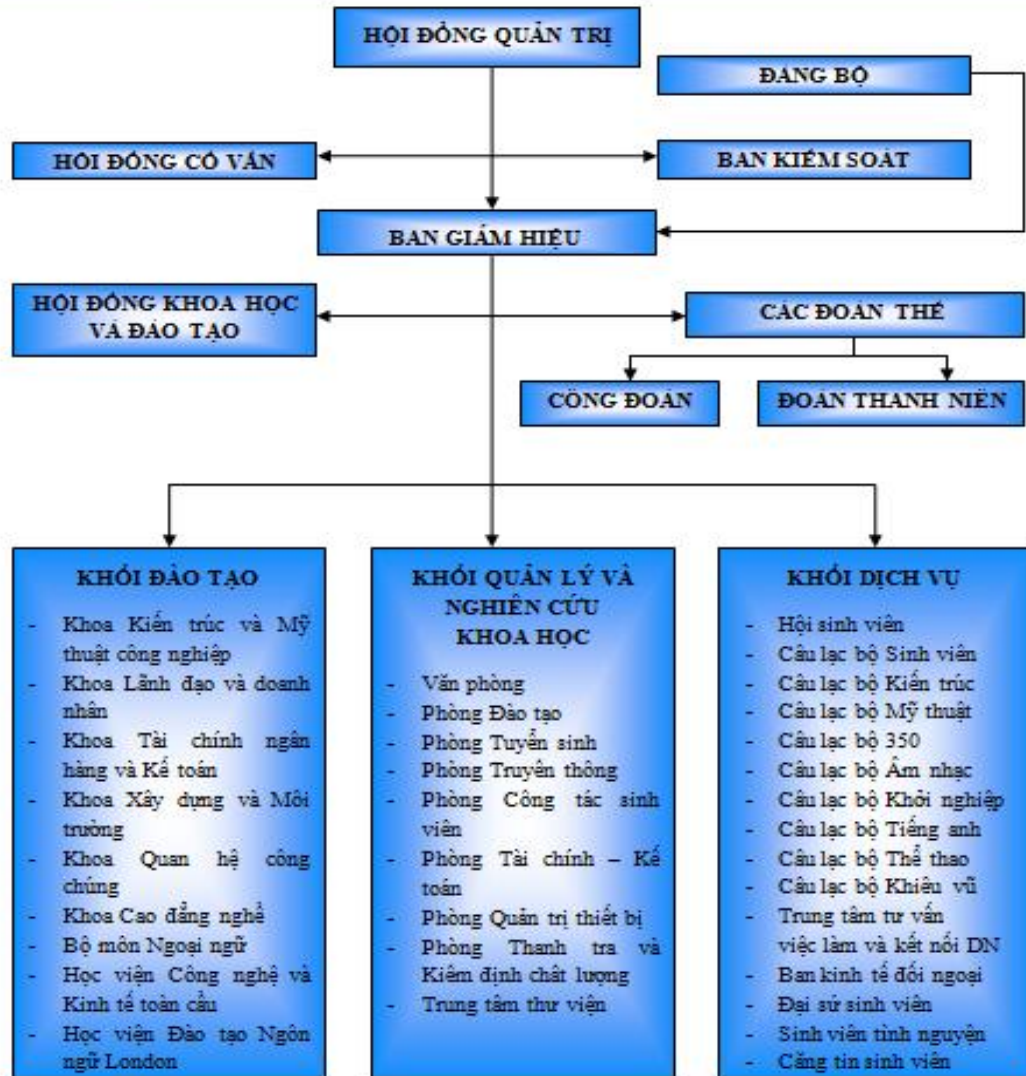 HỘI ĐỒNG QUẢN TRỊ
ĐẢNG BỘ
HỘI ĐỒNG CỐ VẤN
BAN KIỂM SOÁT
BAN GIÁM HIỆU
HỘI ĐỒNG KHOA HỌC
VÀ ĐÀO TẠO
CÁC ĐOÀN THỂ
CÔNG ĐOÀN
ĐOÀN THANH NIÊN
KHỐI ĐÀO TẠO
- Khoa Kiến trúc và Mỹ
thuật công nghiệp
- Khoa Lãnh đạo và doanh
nhân
- Khoa Tài chính ngân
hàng và Kế toán
- Khoa Xây dựng và Môi
trường
- Khoa Quan hệ công
chúng
- Khoa Cao đẳng nghề
- Bộ môn Ngoại ngữ
- Học viện Công nghệ và
Kinh tế toàn cầu
- Học viện Đào tạo Ngôn
ngữ London
KHỐI QUẢN LÝ VÀ
NGHIÊN CỨU
KHOA HỌC
- Văn phòng
- Phòng Đào tạo
- Phòng Tuyển sinh
- Phòng Truyền thông
- Phòng Công tác sinh
viên
- Phòng Tài chính – Kế
toán
- Phòng Quản trị thiết bị
- Phòng Thanh tra và
Kiểm định chất lượng
- Trung tâm thư viện
KHỐI DỊCH VỤ
- Hội sinh viên
- Câu lạc bộ Sinh viên
- Câu lạc bộ Kiến trúc
- Câu lạc bộ Mỹ thuật
- Câu lạc bộ 350
- Câu lạc bộ Âm nhạc
- Câu lạc bộ Khởi nghiệp
- Câu lạc bộ Tiếng anh
- Câu lạc bộ Thể thao
- Câu lạc bộ Khiêu vũ
- Trung tâm tư vấn
việc làm và kết nối DN
- Ban kinh tế đối ngoại
- Đại sứ sinh viên
- Sinh viên tình nguyện
- Căng tin sinh viên